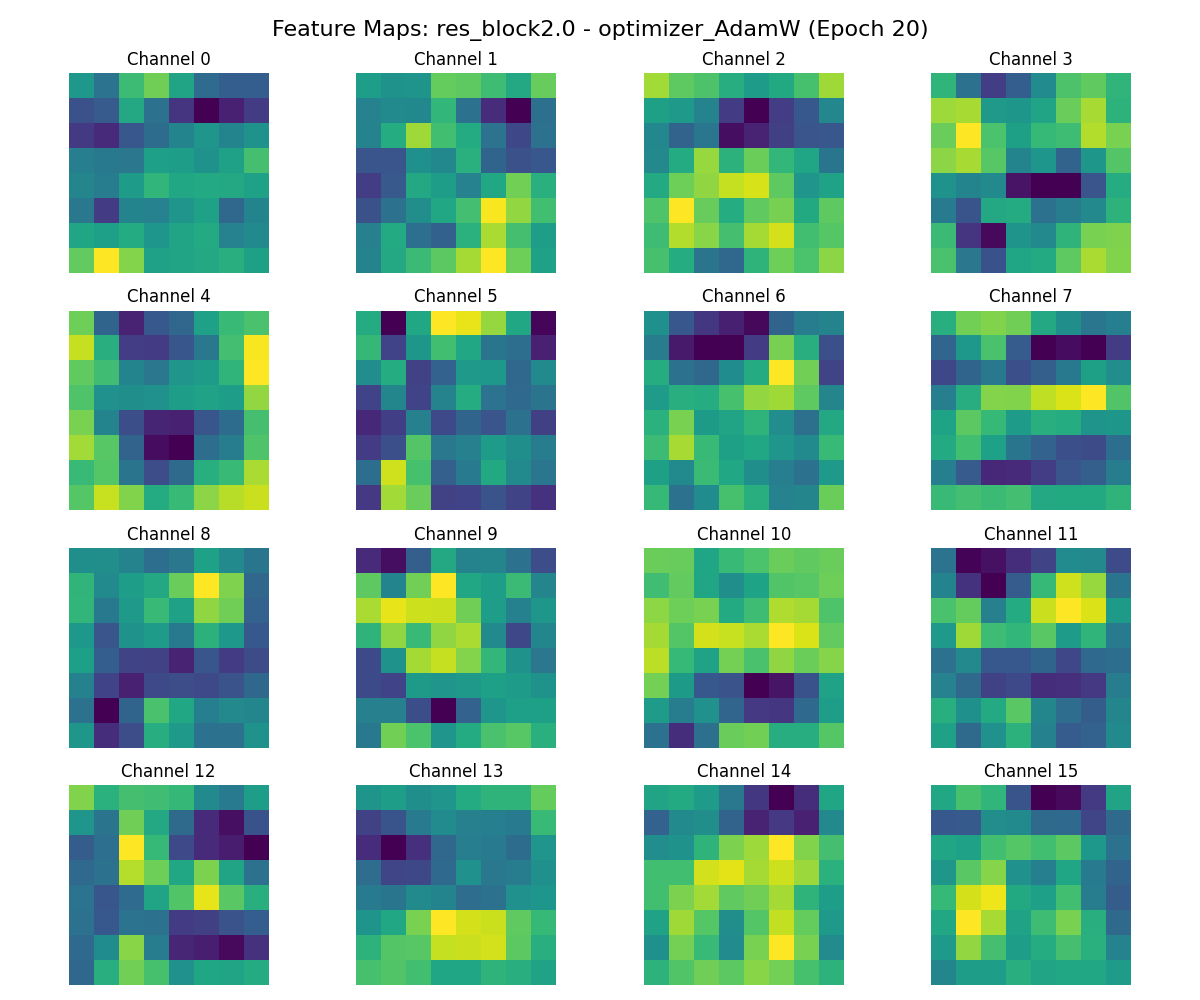 Feature Maps: res_block2.0 - optimizer_AdamW (Epoch 20)
Channel 0
Channel 1
Channel 2
Channel 3
Channel 4
Channel 5
Channel 6
Channel 7
Channel 8
Channel 9
Channel 10
Channel 11
Channel 12
Channel 13
Channel 14
Channel 15